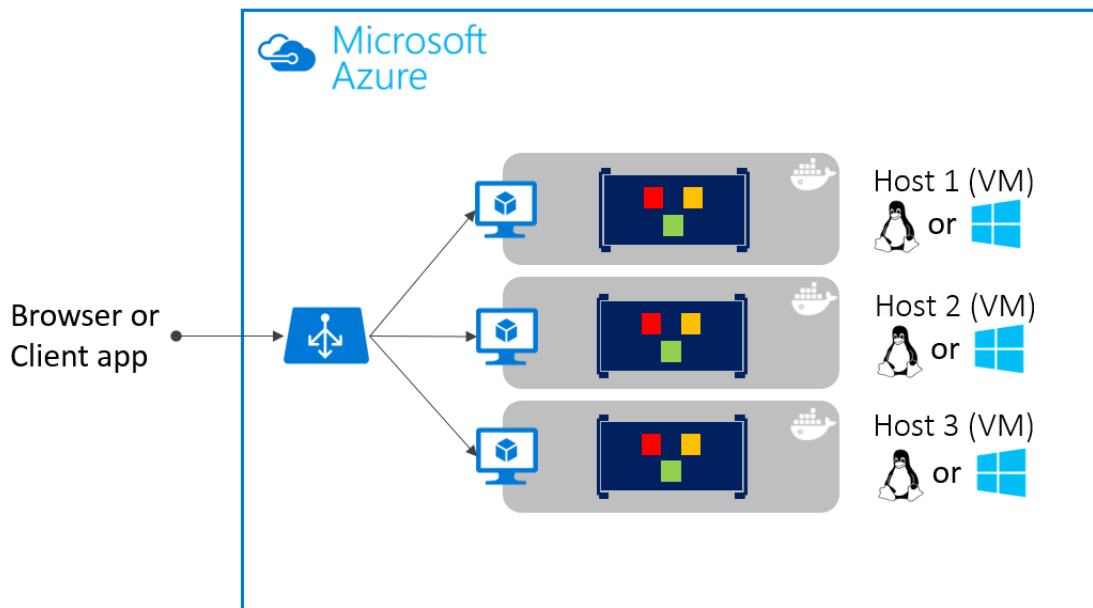 Microsoft
Azure
Host 1 (VM)
or
Browser or
Client app
Host 2 (VM)
or
Host 3 (VM)
or